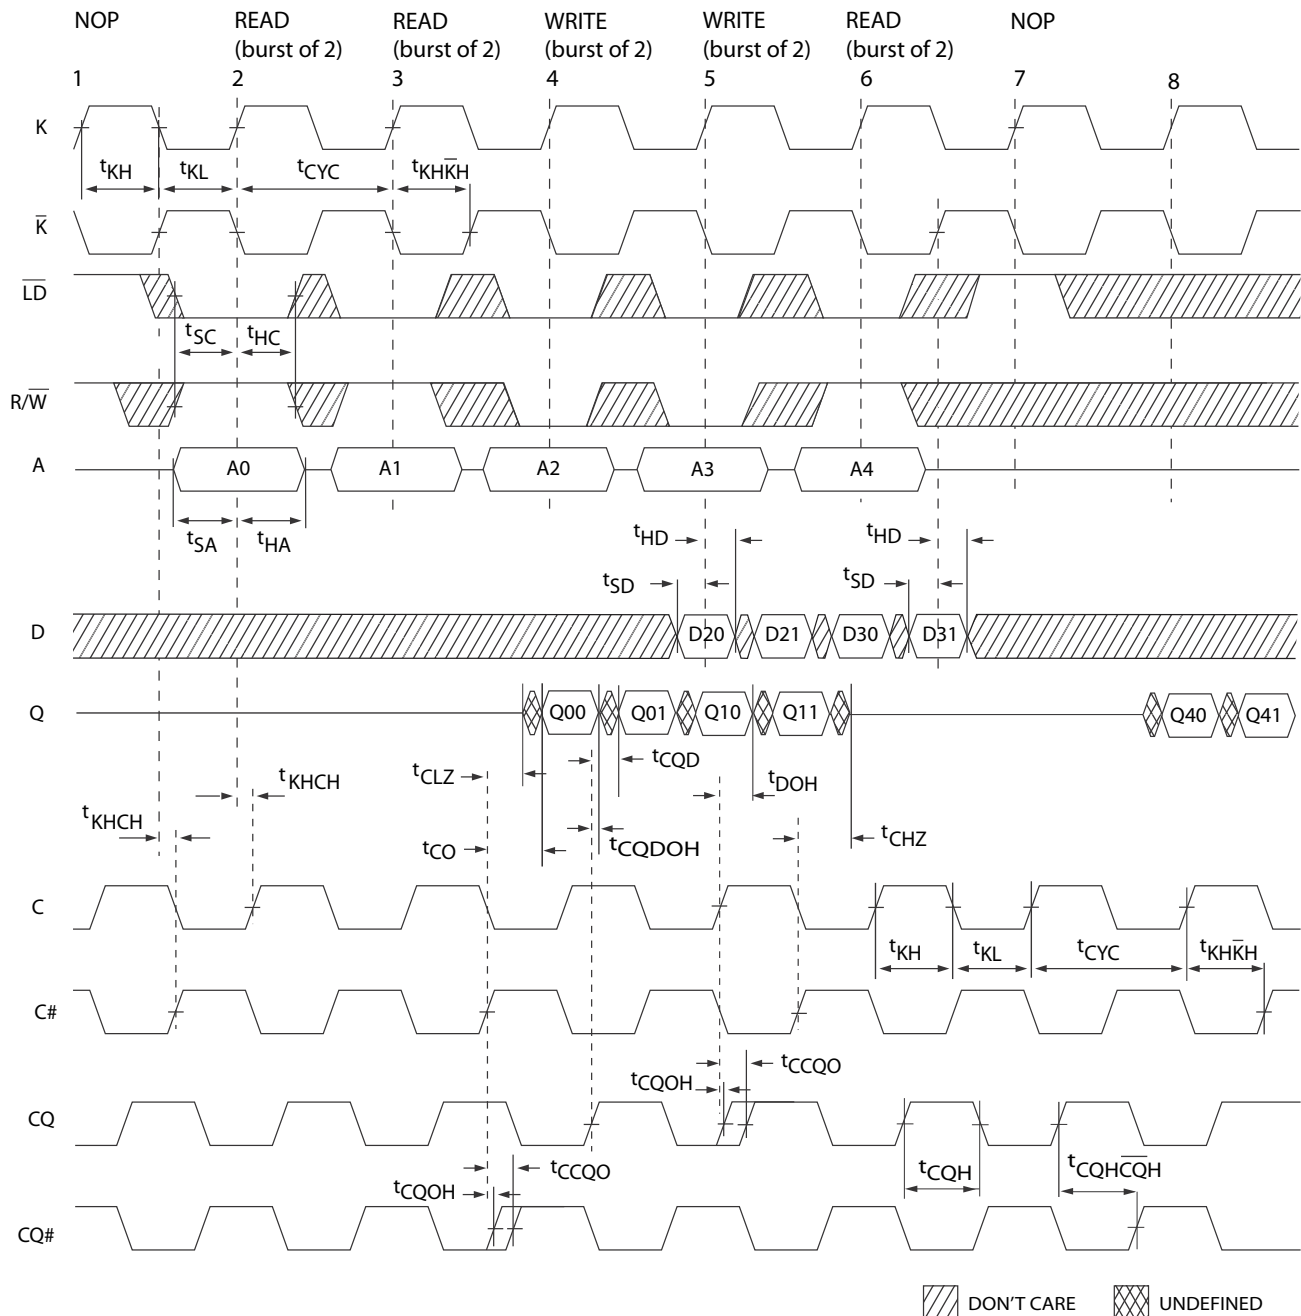 NOP READ READ WRITE WRITE READ NOP
(burst of 2) (burst of 2) (burst of 2) (burst of 2) (burst of 2)
1 2 3 4 5 6 7 8
K
tKH tKL tCYC tKHK̅H
K̅
L̅D̅
tSC tHC
R/W̅
A A0 A1 A2 A3 A4
tSA tHA
tHD tHD
tSD tSD
D D20 D21 D30 D31
Q Q00 Q01 Q10 Q11 Q40 Q41
tCLZ tCQD
tKHCH tDOH
tKHCH tCO tCQDOH tCHZ
C
tKH tKL tCYC tKHK̅H
C#
tCCQO
tCQOH
CQ
tCCQO tCQH tCQHC̅Q̅H
tCQOH
CQ#
DON'T CARE UNDEFINED